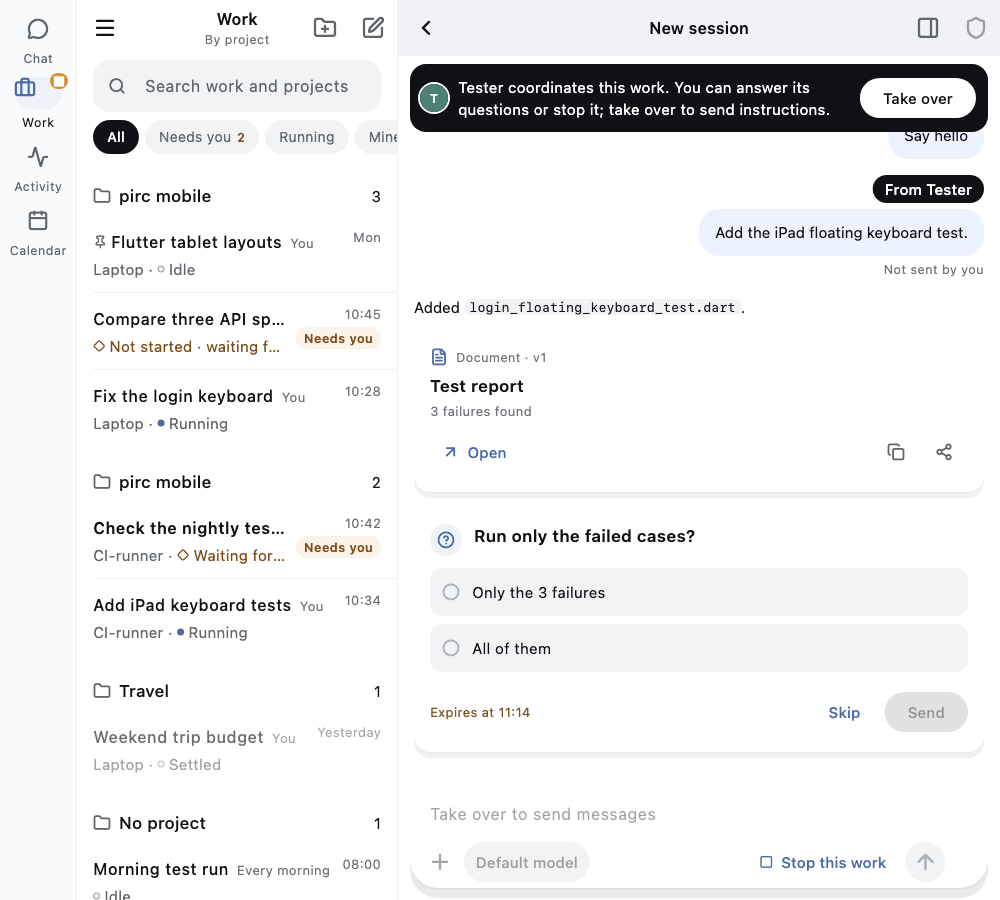 Chat
Work
Activity
Calendar
Work
By project
Search work and projects
All
Needs you 2
Running
Mine
pirc mobile 3
Flutter tablet layouts You Mon
Laptop · Idle
Compare three API sp... 10:45
Not started · waiting f... Needs you
Fix the login keyboard You 10:28
Laptop · Running
pirc mobile 2
Check the nightly tes... 10:42
CI-runner · Waiting for... Needs you
Add iPad keyboard tests You 10:34
CI-runner · Running
Travel 1
Weekend trip budget You Yesterday
Laptop · Settled
No project 1
Morning test run Every morning 08:00
Idle
New session
T
Tester coordinates this work. You can answer its
questions or stop it; take over to send instructions.
Take over
Say hello
From Tester
Add the iPad floating keyboard test.
Not sent by you
Added login_floating_keyboard_test.dart.
Document · v1
Test report
3 failures found
Open
Run only the failed cases?
Only the 3 failures
All of them
Expires at 11:14
Skip
Send
Take over to send messages
Default model
Stop this work